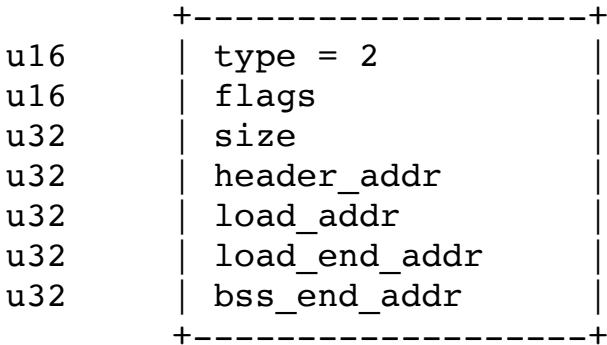 +-------------------+
u16 | type = 2 |
u16 | flags |
u32 | size |
u32 | header_addr |
u32 | load_addr |
u32 | load_end_addr |
u32 | bss_end_addr |
+-------------------+